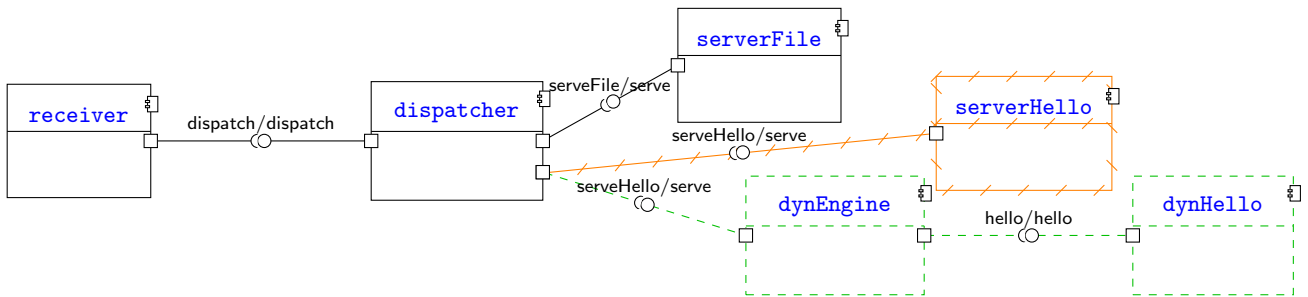 serverFile
serveFile/serve
receiver
dispatch/dispatch
dispatcher
serverHello
serveHello/serve
serveHello/serve
dynEngine
hello/hello
dynHello